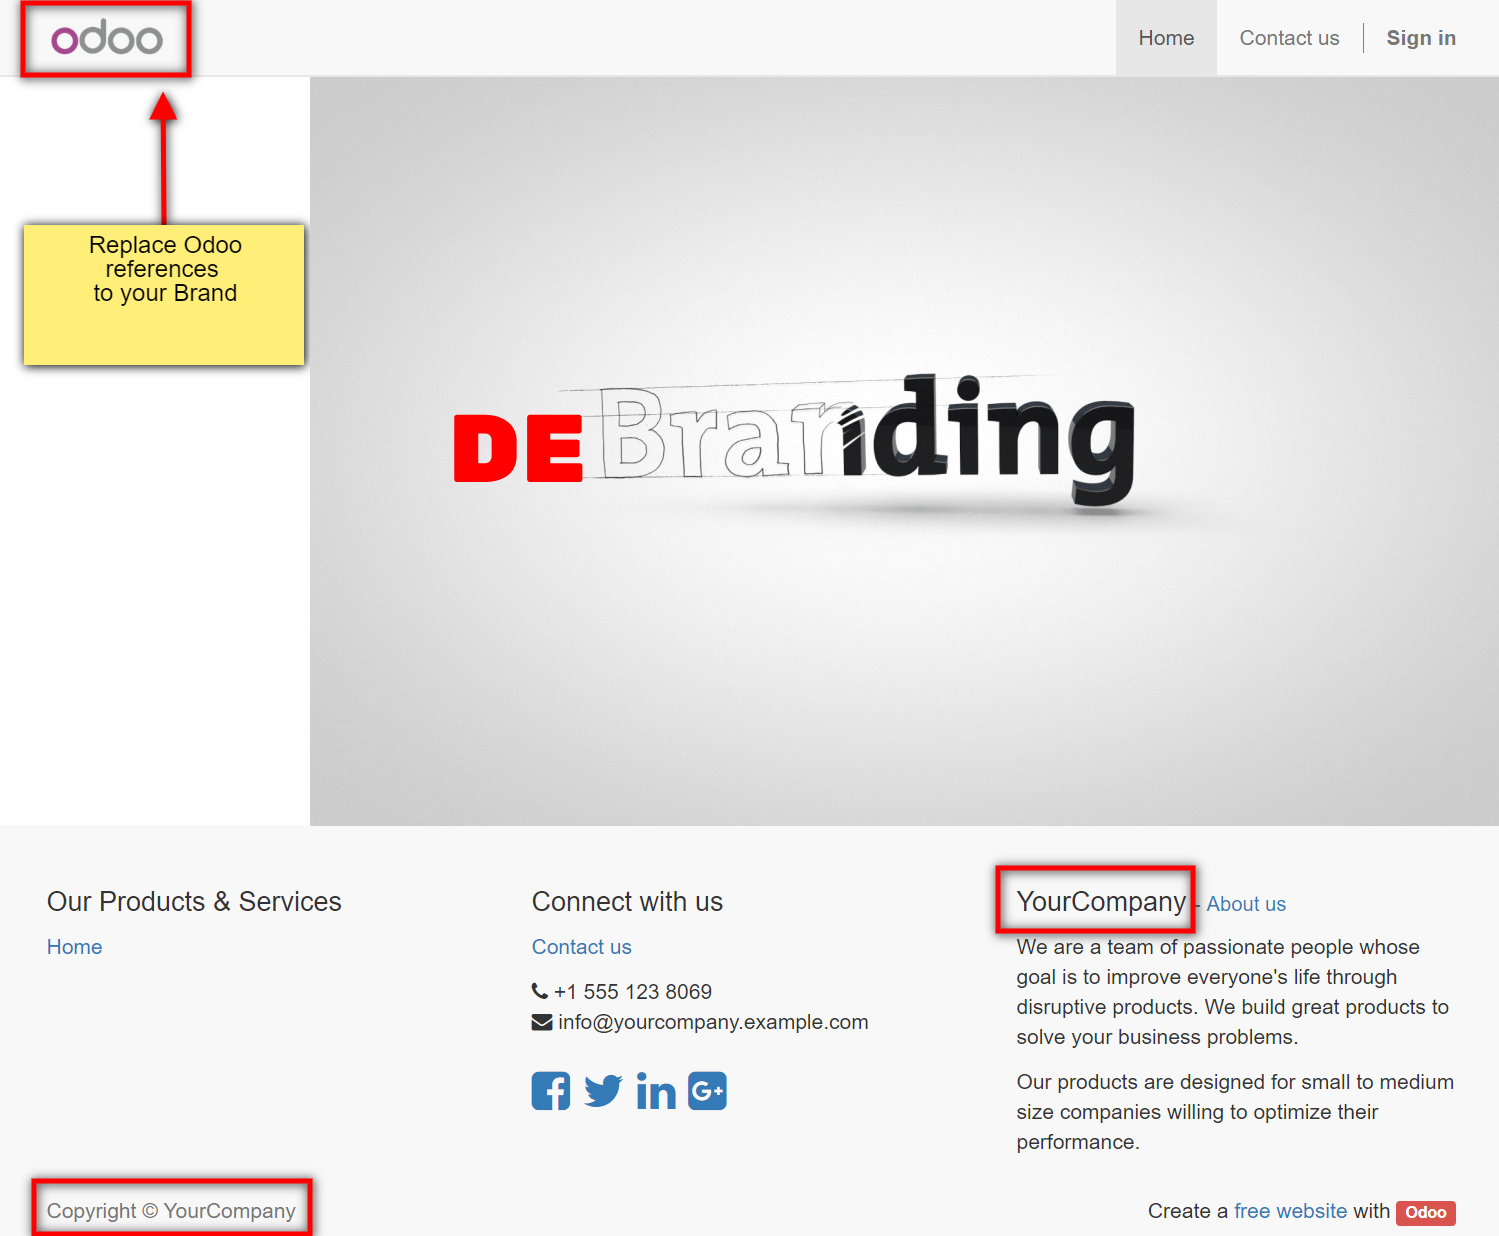 odoo
Home
Contact us
Sign in
Replace Odoo
references
to your Brand
DEBranding
Our Products & Services
Home
Connect with us
Contact us
+1 555 123 8069
info@yourcompany.example.com
YourCompany - About us
We are a team of passionate people whose
goal is to improve everyone's life through
disruptive products. We build great products to
solve your business problems.
Our products are designed for small to medium
size companies willing to optimize their
performance.
Copyright © YourCompany
Create a free website with Odoo